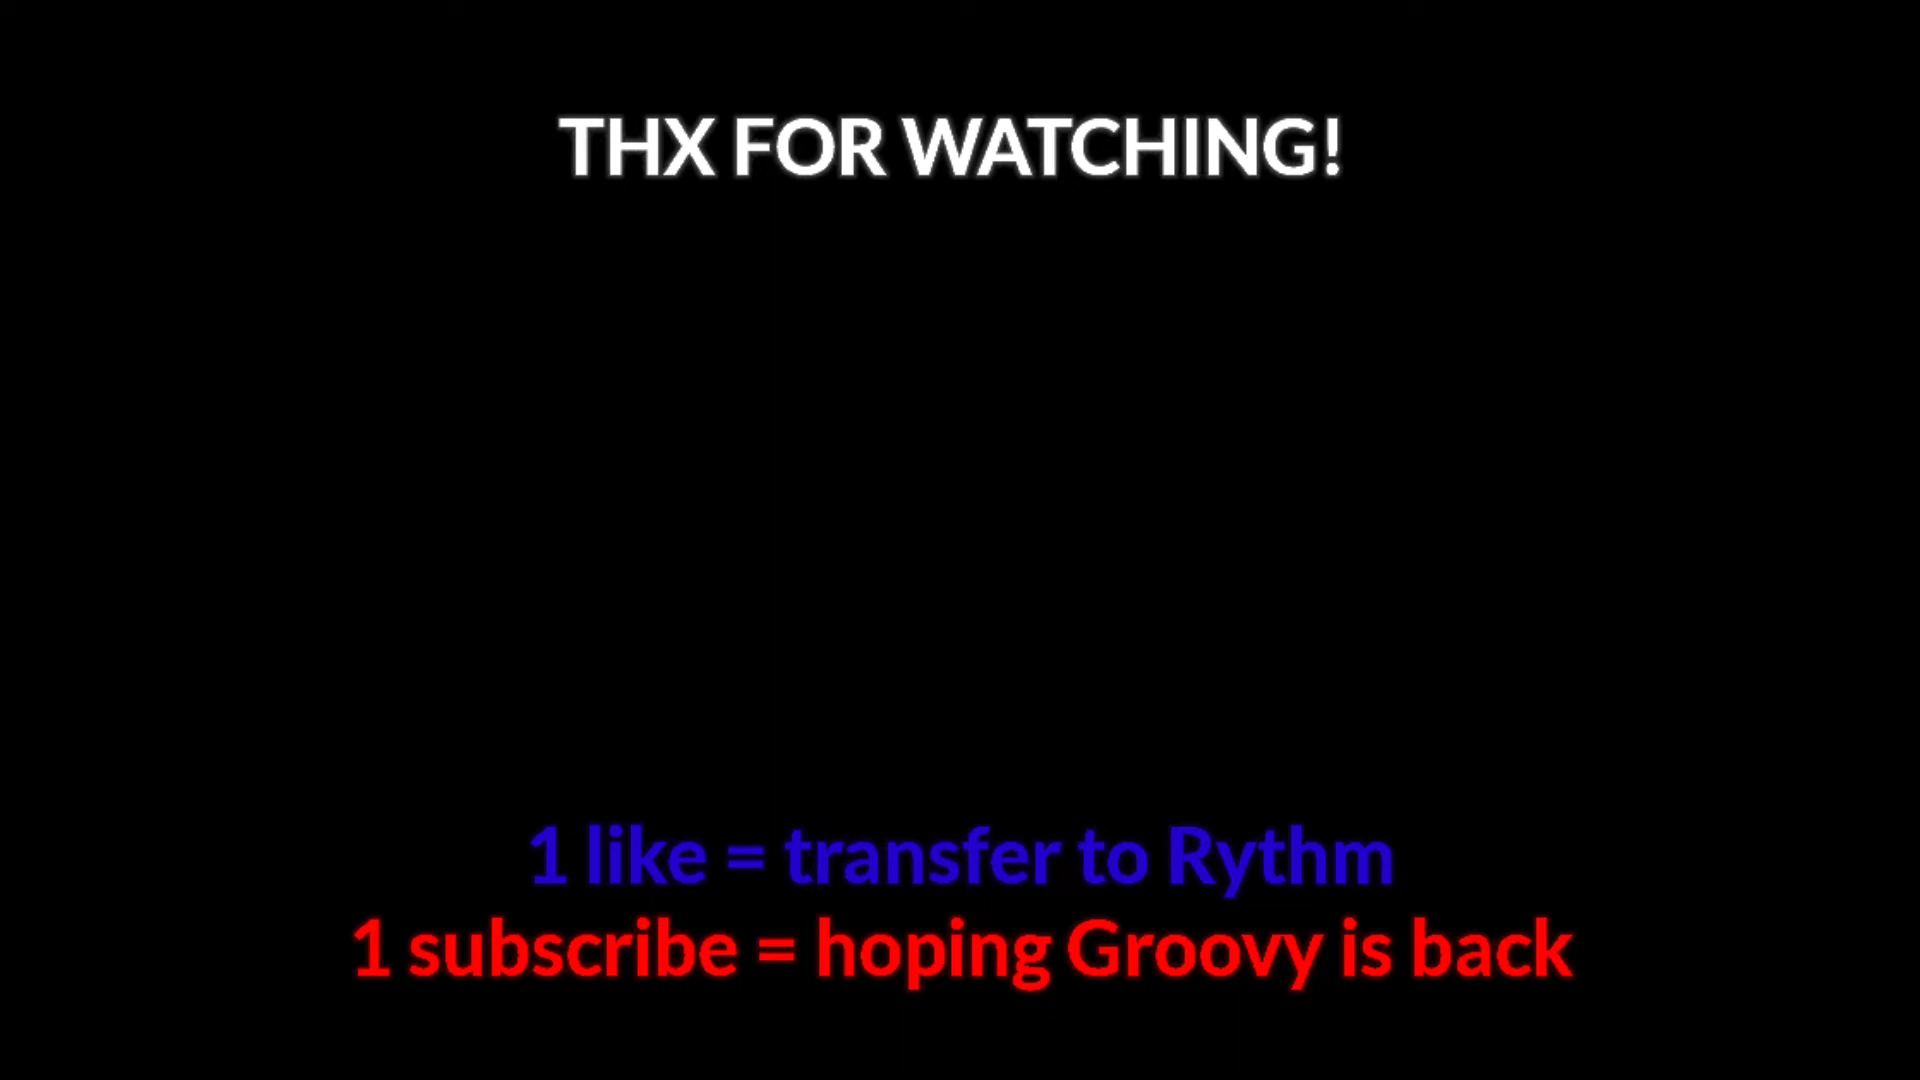 THX FOR WATCHING!
1 like = transfer to Rythm
1 subscribe = hoping Groovy is back